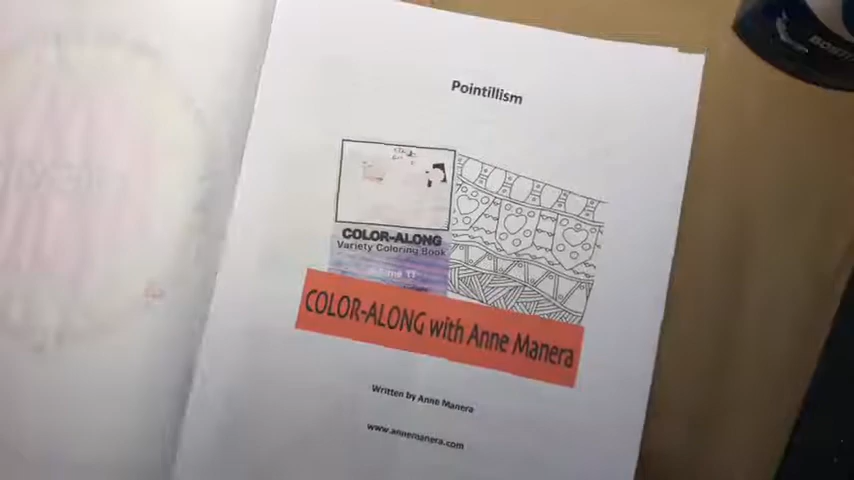 Pointillism
COLOR-ALONG
Variety Coloring Book
COLOR-ALONG with Anne Manera
Written by Anne Manera
www.annemanera.com